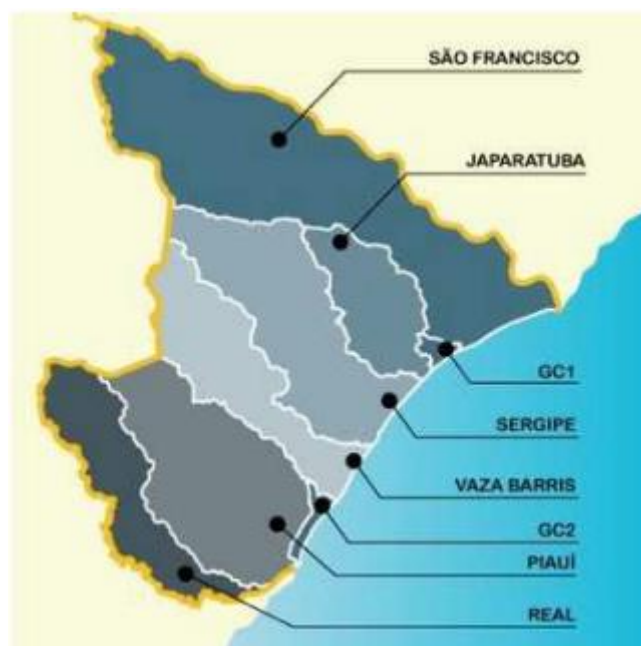 SÃO FRANCISCO
JAPARATUBA
GC1
SERGIPE
VAZA BARRIS
GC2
PIAUÍ
REAL